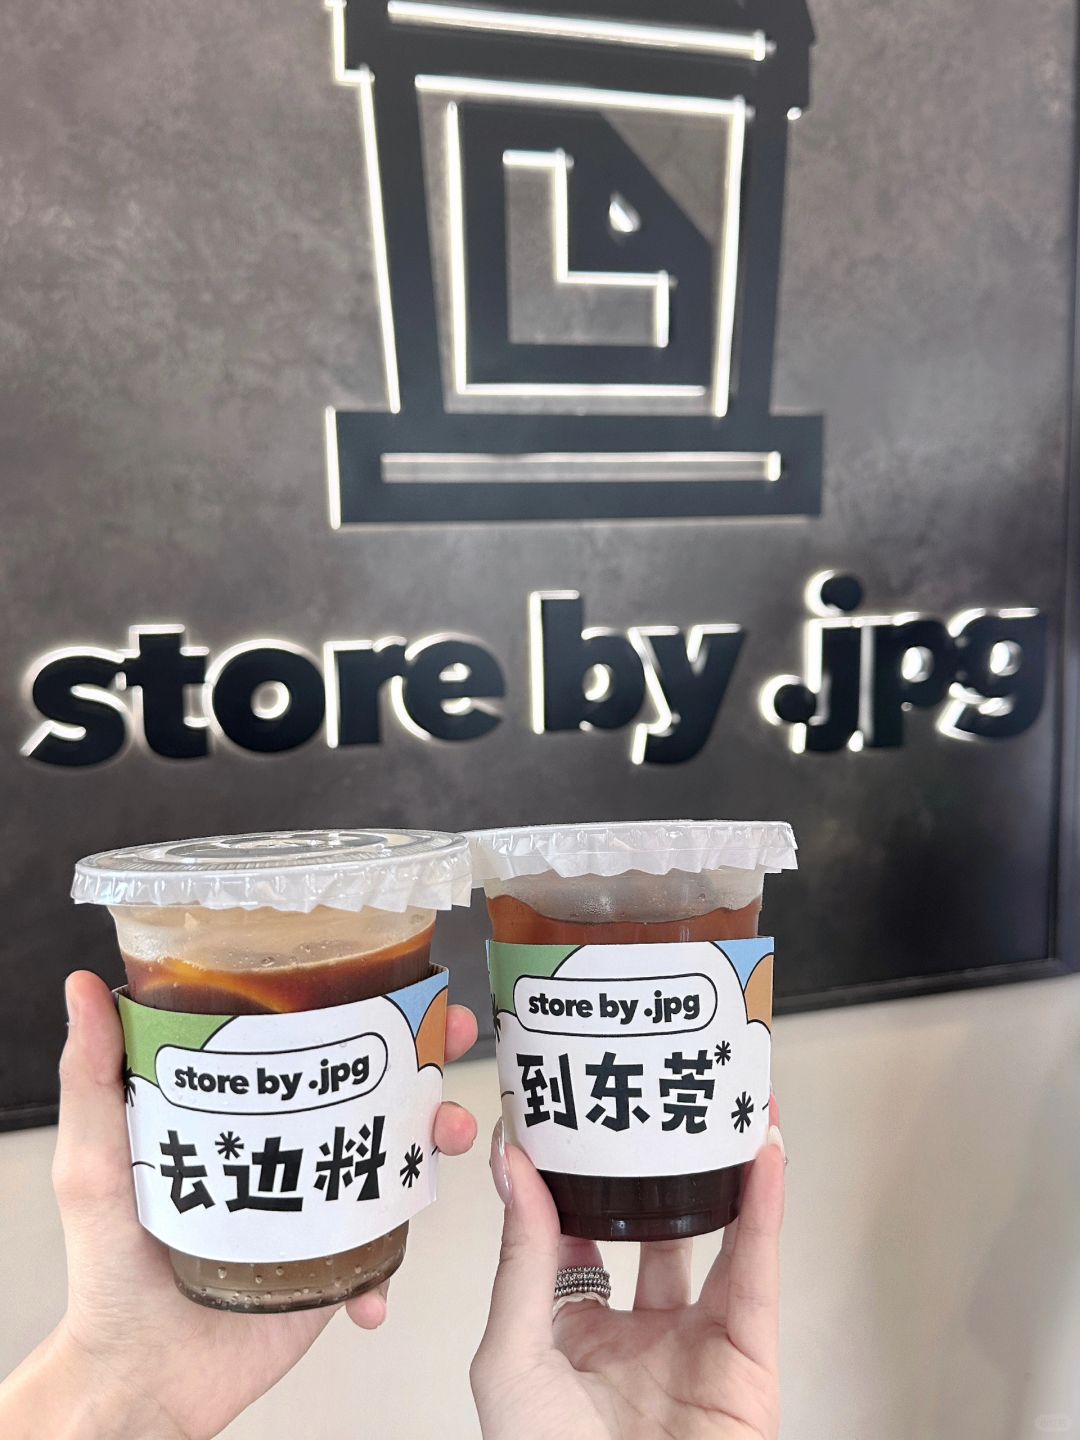 store by .jpg
store by .jpg
去边料
store by .jpg
到东莞